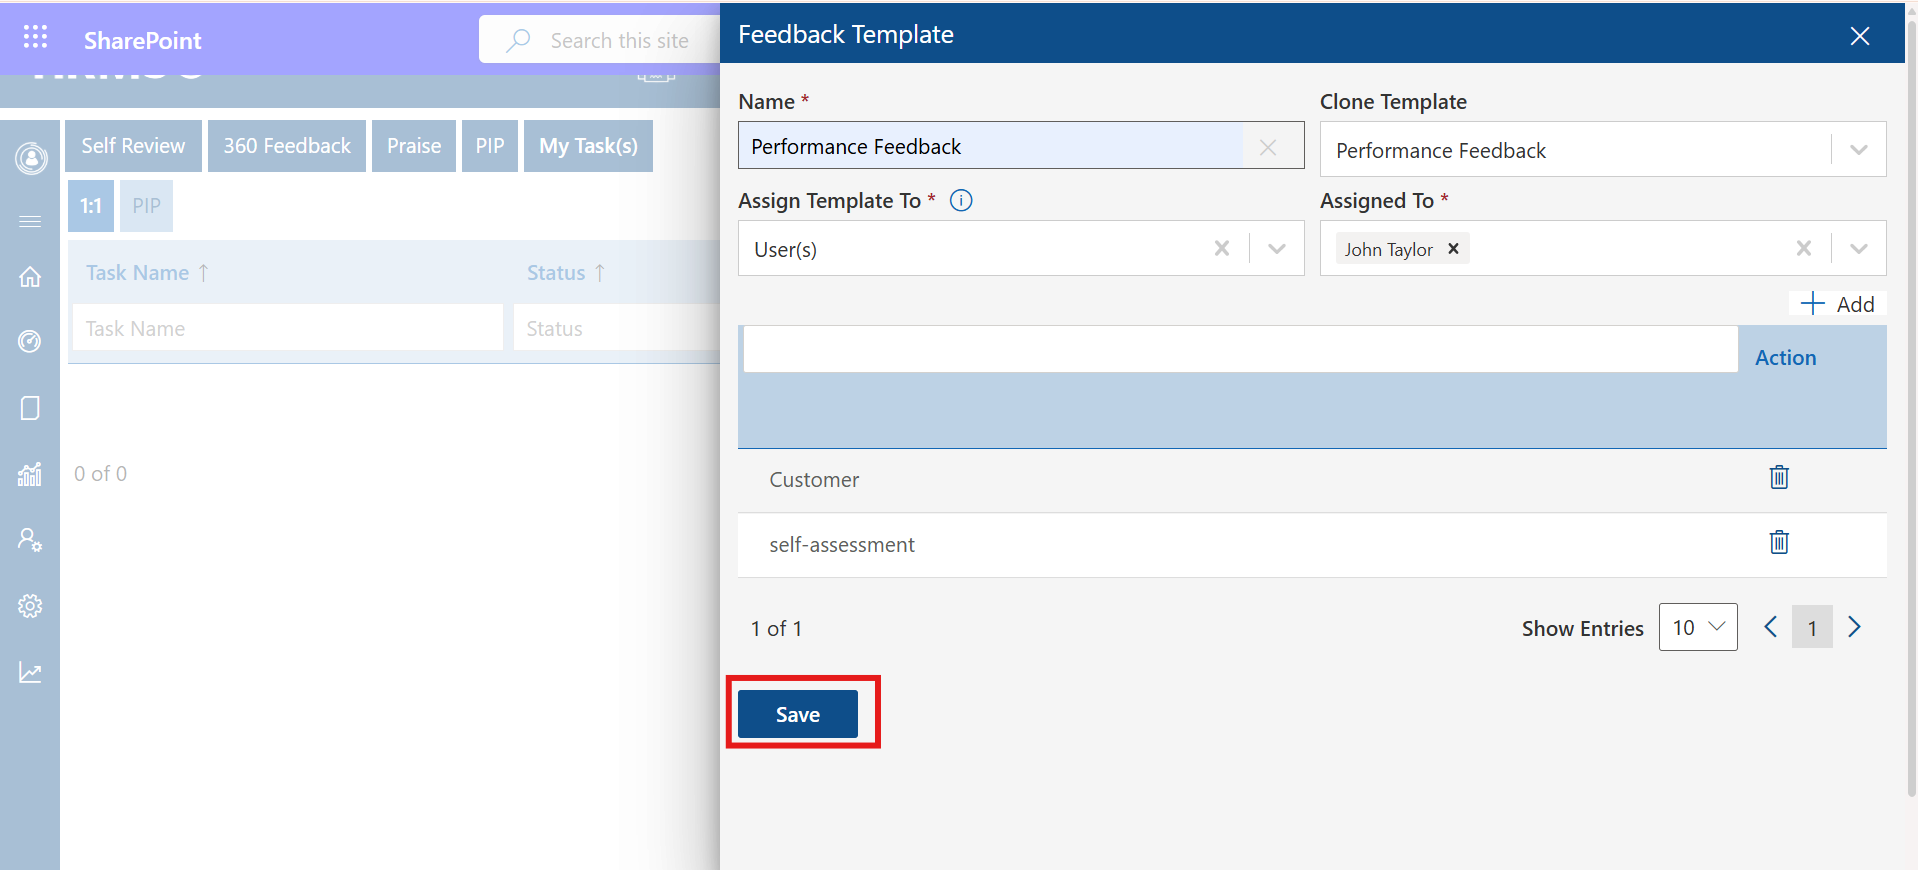 SharePoint
Search this site
Self Review
360 Feedback
Praise
PIP
My Task(s)
1:1
PIP
Task Name ↑
Status ↑
Task Name
Status
0 of 0
Feedback Template
Name *
Clone Template
Performance Feedback
Performance Feedback
Assign Template To *
Assigned To *
User(s)
John Taylor
Add
Action
Customer
self-assessment
1 of 1
Show Entries
10
1
Save